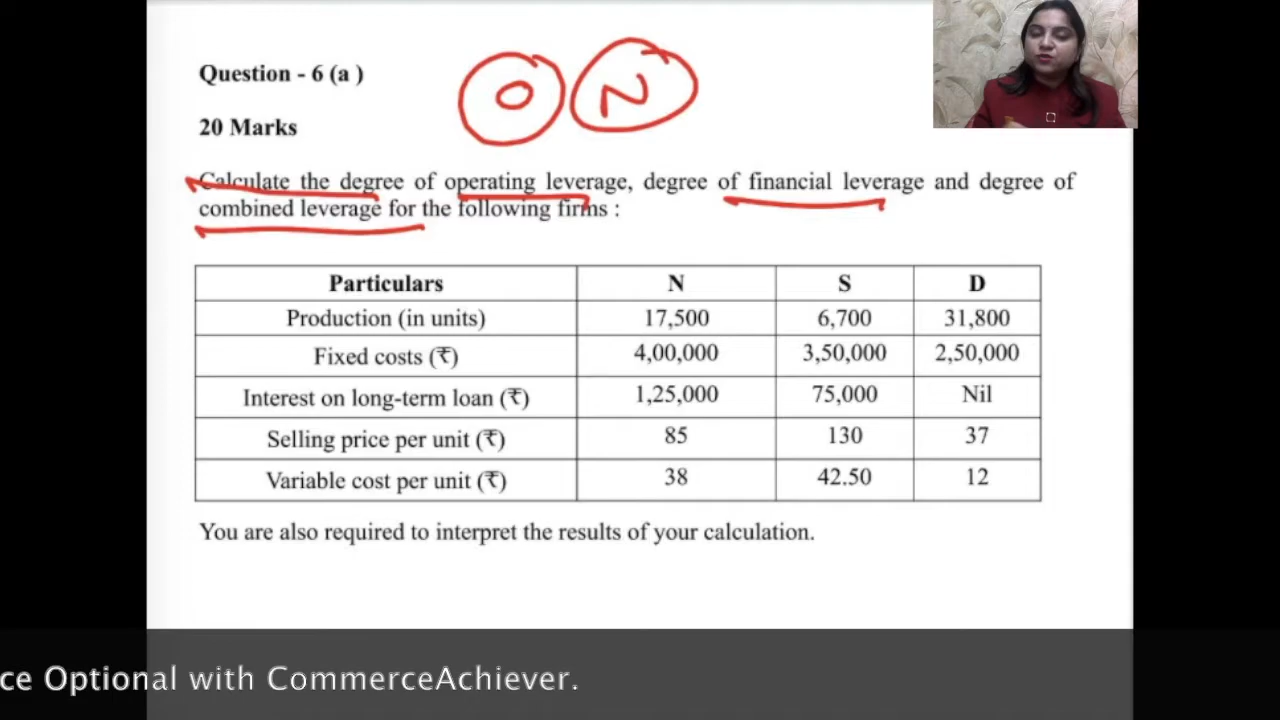 Question - 6 (a )
O N
20 Marks
Calculate the degree of operating leverage, degree of financial leverage and degree of
combined leverage for the following firms :
Particulars N S D
Production (in units) 17,500 6,700 31,800
Fixed costs (₹) 4,00,000 3,50,000 2,50,000
Interest on long-term loan (₹) 1,25,000 75,000 Nil
Selling price per unit (₹) 85 130 37
Variable cost per unit (₹) 38 42.50 12
You are also required to interpret the results of your calculation.
ce Optional with CommerceAchiever.